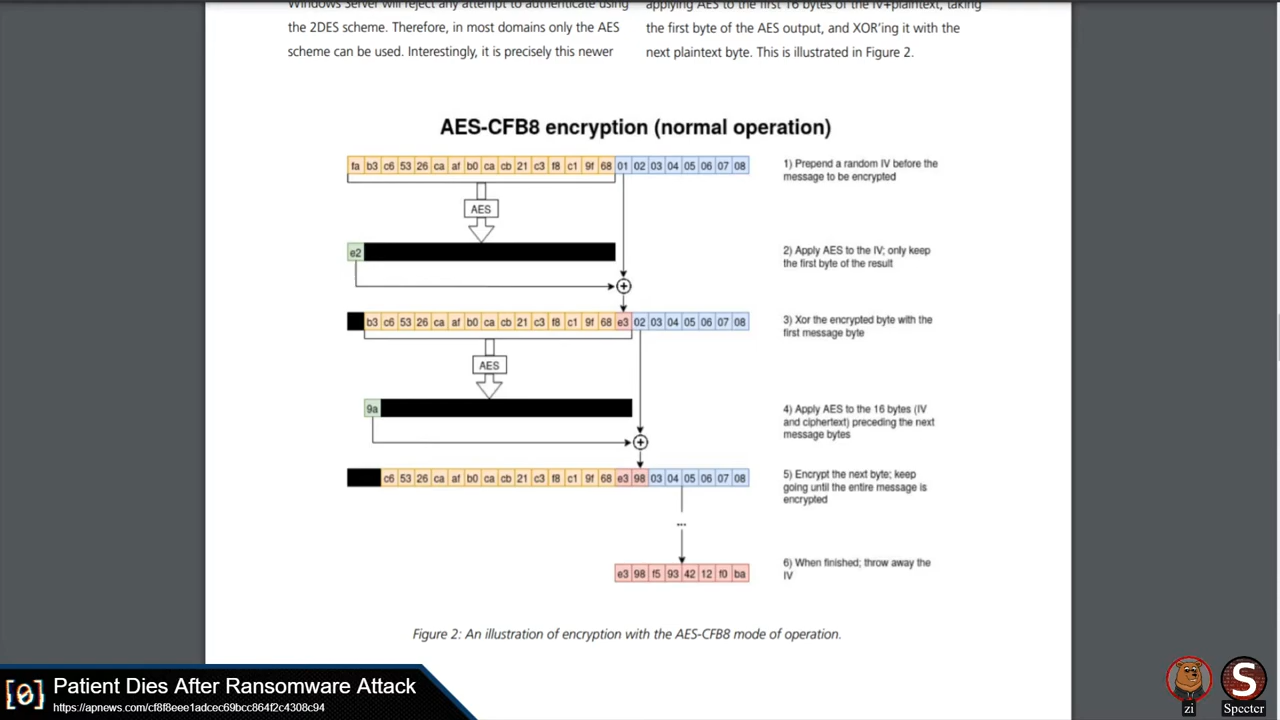 Windows Server will reject any attempt to authenticate using
the 2DES scheme. Therefore, in most domains only the AES
scheme can be used. Interestingly, it is precisely this newer
applying AES to the first 16 bytes of the IV+plaintext, taking
the first byte of the AES output, and XOR'ing it with the
next plaintext byte. This is illustrated in Figure 2.
AES-CFB8 encryption (normal operation)
fa b3 c6 53 26 ca af b0 ca cb 21 c3 f8 c1 9f 68 01 02 03 04 05 06 07 08
1) Prepend a random IV before the
message to be encrypted
AES
e2
2) Apply AES to the IV; only keep
the first byte of the result
b3 c6 53 26 ca af b0 ca cb 21 c3 f8 c1 9f 68 e3 02 03 04 05 06 07 08
3) Xor the encrypted byte with the
first message byte
AES
9a
4) Apply AES to the 16 bytes (IV
and ciphertext) preceding the next
message bytes
c6 53 26 ca af b0 ca cb 21 c3 f8 c1 9f 68 e3 98 03 04 05 06 07 08
5) Encrypt the next byte; keep
going until the entire message is
encrypted
...
e3 98 f5 93 42 12 f0 ba
6) When finished; throw away the
IV
Figure 2: An illustration of encryption with the AES-CFB8 mode of operation.
[0]
Patient Dies After Ransomware Attack
https://apnews.com/cf8f8eee1adcec69bcc864f2c4308c94
zi
S
Specter